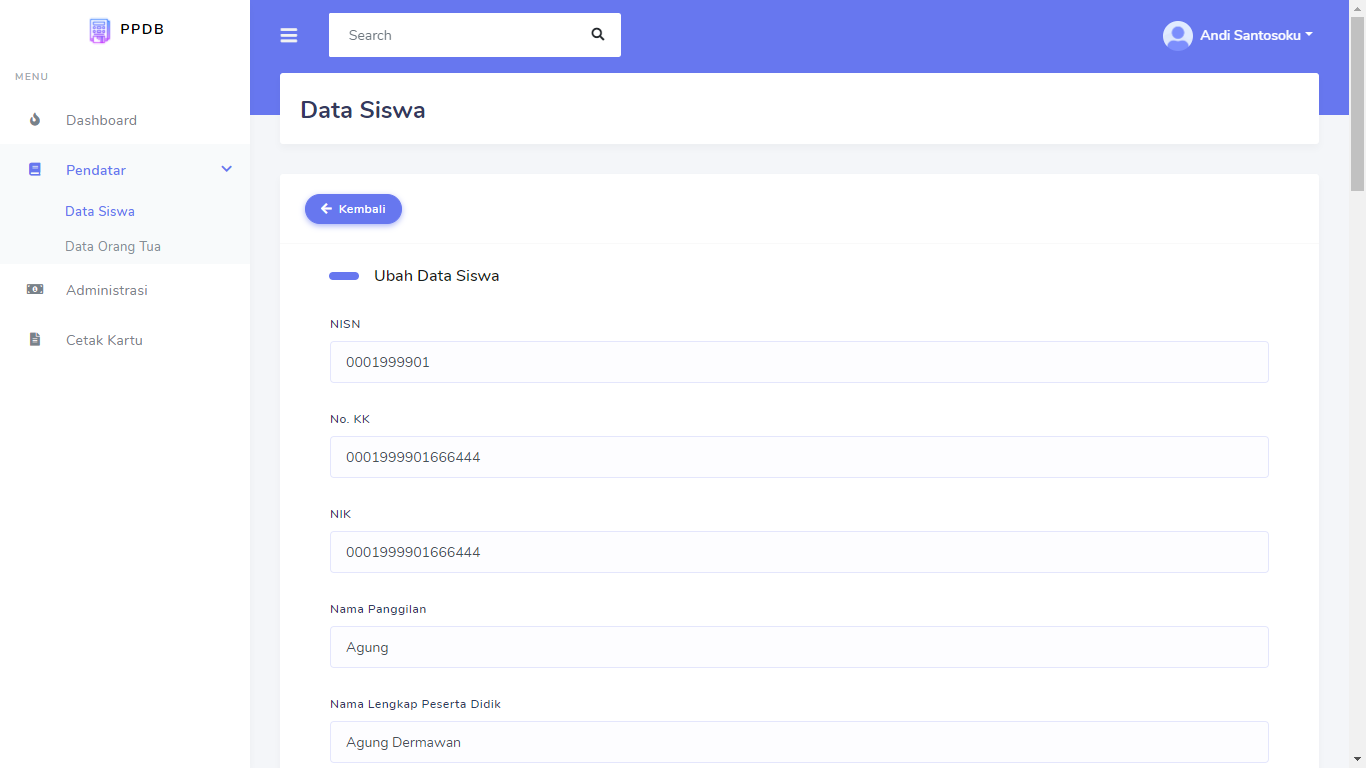 PPDB
Search
Andi Santosoku
MENU
Dashboard
Pendatar
Data Siswa
Data Orang Tua
Administrasi
Cetak Kartu
Data Siswa
Kembali
Ubah Data Siswa
NISN
0001999901
No. KK
0001999901666444
NIK
0001999901666444
Nama Panggilan
Agung
Nama Lengkap Peserta Didik
Agung Dermawan